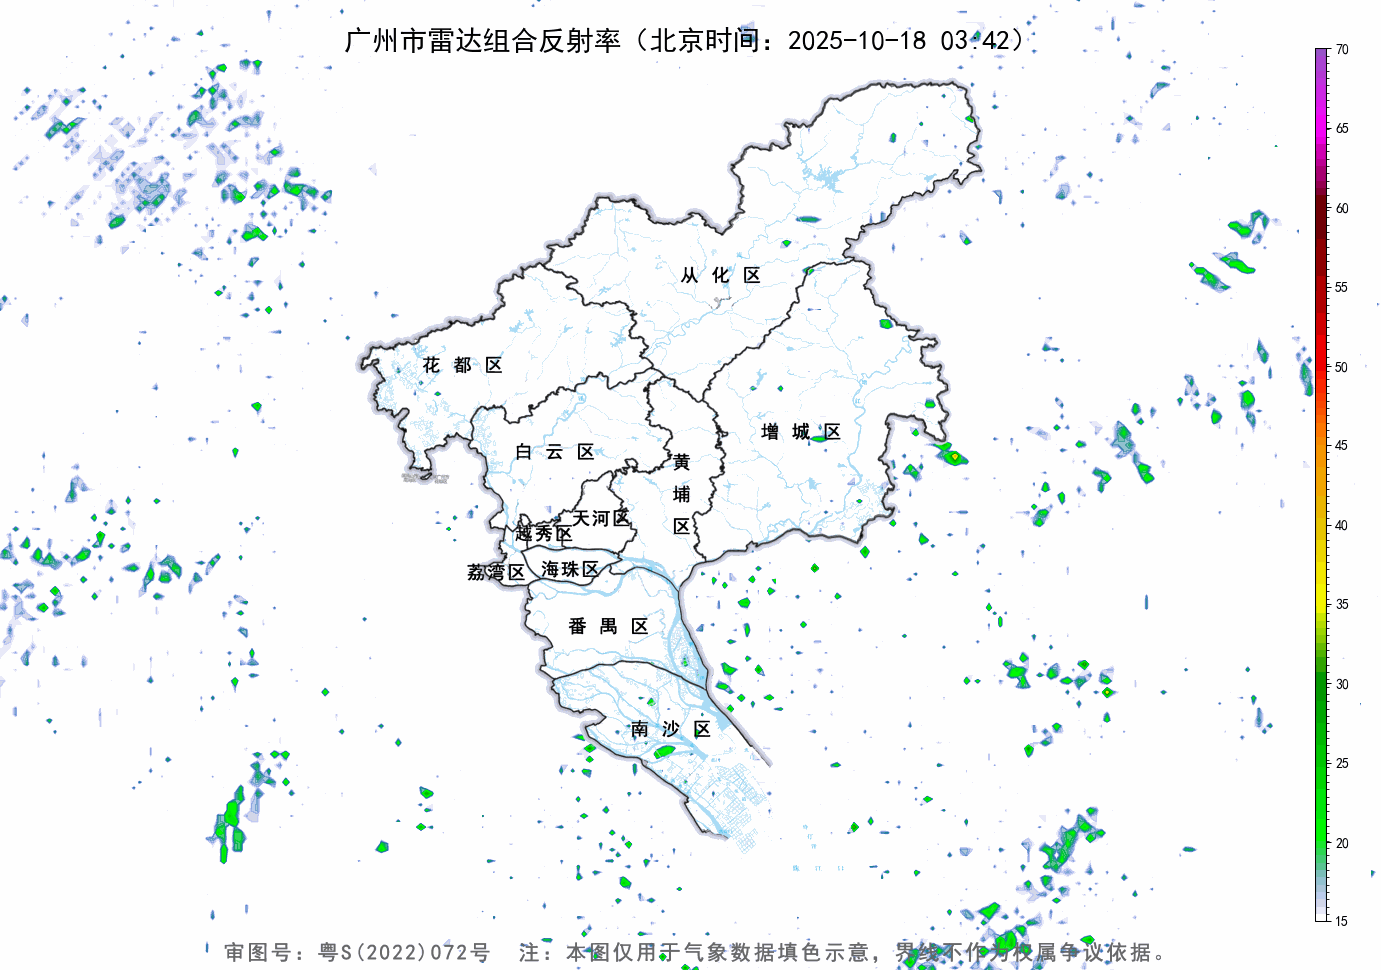 广州市雷达组合反射率（北京时间：2025-10-18 03:42）
70
65
60
55
50
45
40
35
30
25
20
15
从化区
花都区
增城区
白云区
黄埔区
天河区
越秀区
荔湾区
海珠区
番禺区
南沙区
审图号：粤S(2022)072号 注：本图仅用于气象数据填色示意，界线不作为权属争议依据。